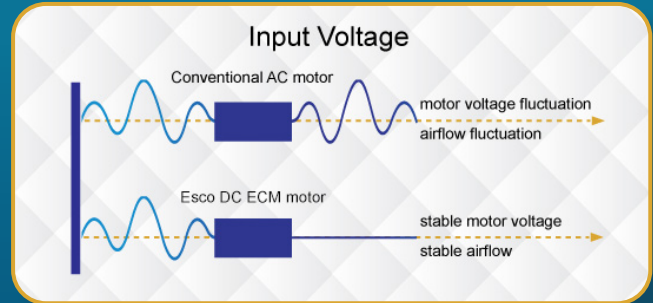 Input Voltage
Conventional AC motor
motor voltage fluctuation
airflow fluctuation
Esco DC ECM motor
stable motor voltage
stable airflow